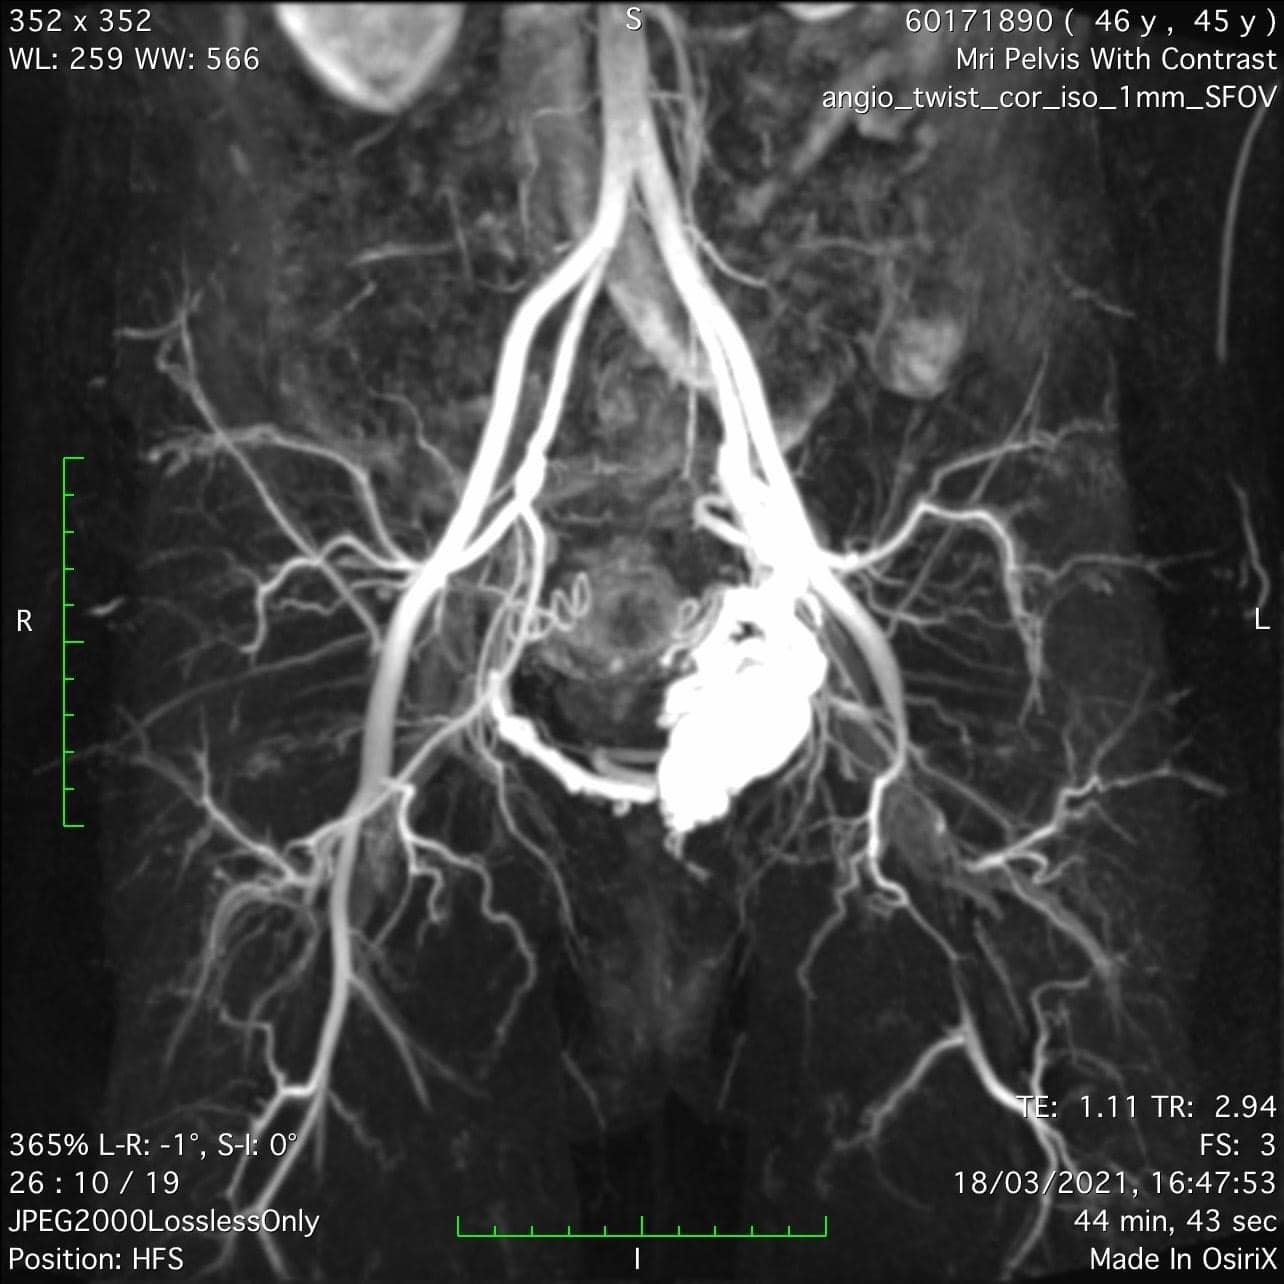 352 x 352
WL: 259 WW: 566
S
60171890 ( 46 y , 45 y )
Mri Pelvis With Contrast
angio_twist_cor_iso_1mm_SFOV
R
L
365% L-R: -1°, S-I: 0°
26 : 10 / 19
JPEG2000LosslessOnly
Position: HFS
I
TE: 1.11 TR: 2.94
FS: 3
18/03/2021, 16:47:53
44 min, 43 sec
Made In OsiriX